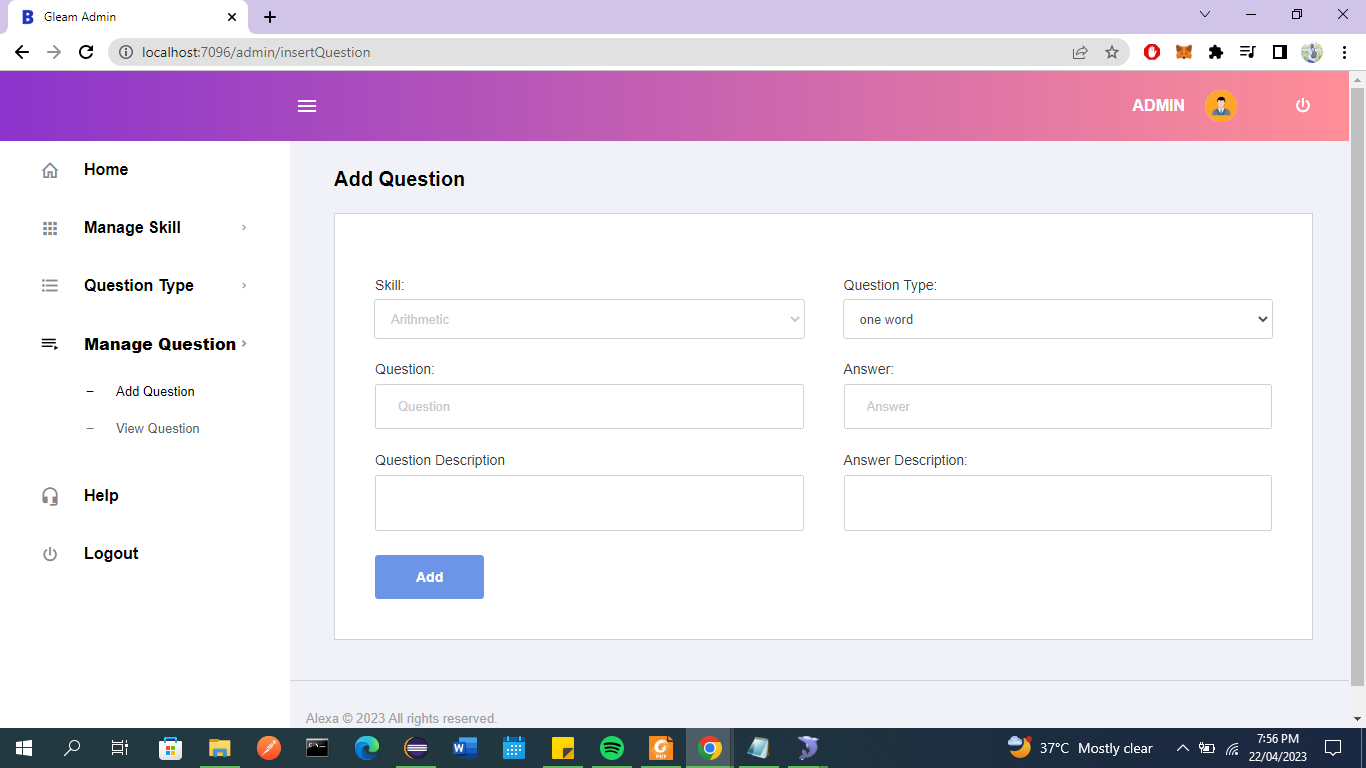 Gleam Admin
localhost:7096/admin/insertQuestion
ADMIN
Home
Manage Skill
Question Type
Manage Question
Add Question
View Question
Help
Logout
Add Question
Skill: Question Type:
Arithmetic one word
Question: Answer:
Question Answer
Question Description Answer Description:
Add
Alexa © 2023 All rights reserved.
37°C Mostly clear
7:56 PM
22/04/2023